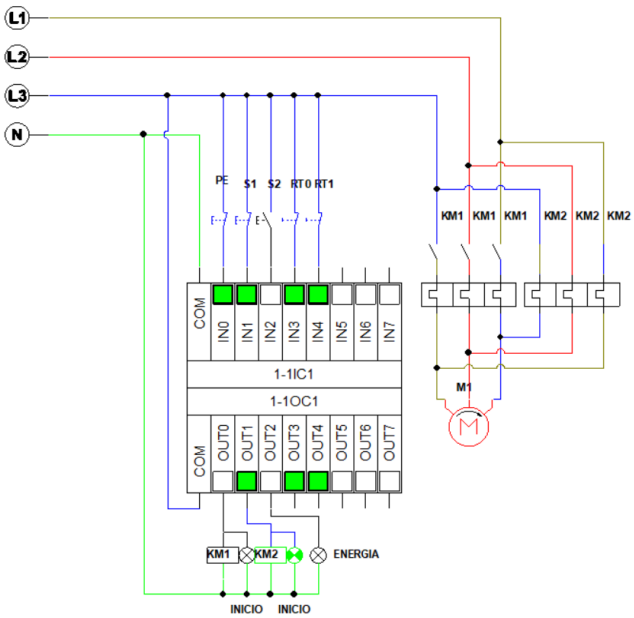 L1
L2
L3
N
PE S1 S2 RT0 RT1
KM1 KM1 KM1 KM2 KM2 KM2
COM IN0 IN1 IN2 IN3 IN4 IN5 IN6 IN7
1-1IC1
1-1OC1
COM OUT0 OUT1 OUT2 OUT3 OUT4 OUT5 OUT6 OUT7
M1
M
KM1 KM2 ENERGIA
INICIO INICIO